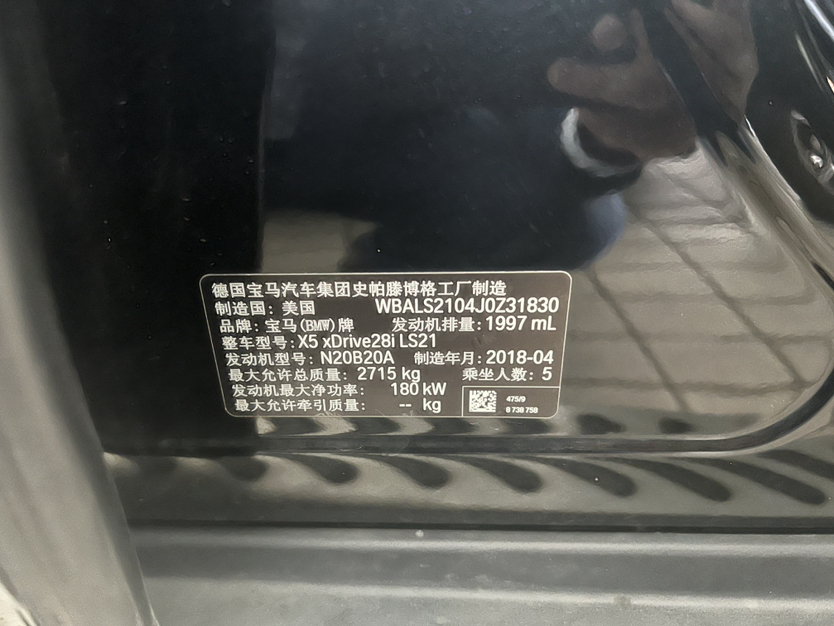 德国宝马汽车集团史帕滕博格工厂制造
制造国: 美国 WBALS2104J0Z31830
品牌: 宝马(BMW)牌 发动机排量: 1997 mL
整车型号: X5 xDrive28i LS21
发动机型号: N20B20A 制造年月: 2018-04
最大允许总质量: 2715 kg 乘坐人数: 5
发动机最大净功率: 180 kW
最大允许牵引质量: -- kg
475/9
8 738 758